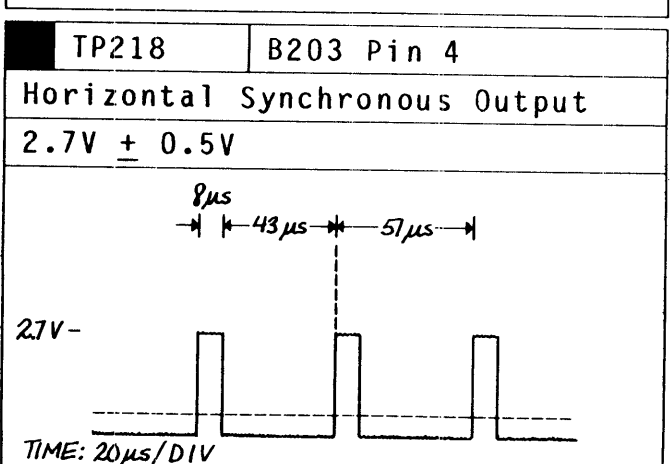 TP218 B203 Pin 4
Horizontal Synchronous Output
2.7V ± 0.5V
8µs
43µs 57µs
2.7V
TIME: 20µs/DIV